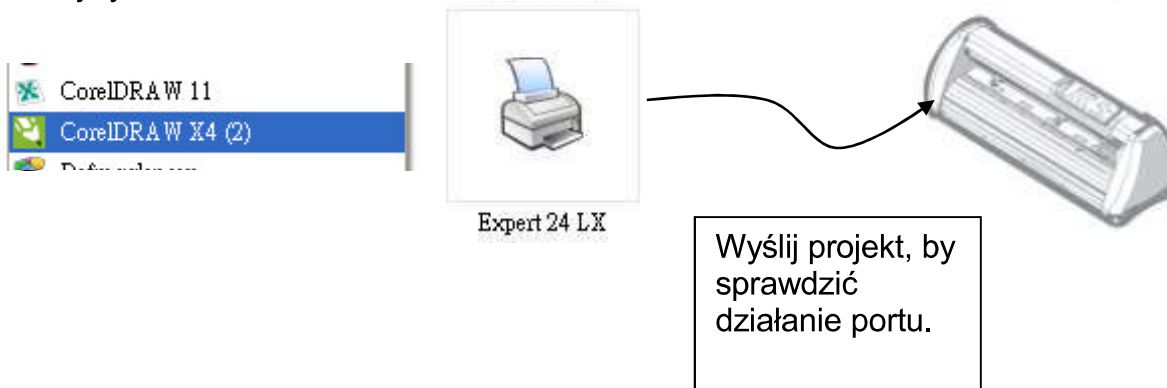 CorelDRAW 11
CorelDRAW X4 (2)
Expert 24 LX
Wyślij projekt, by
sprawdzić
działanie portu.